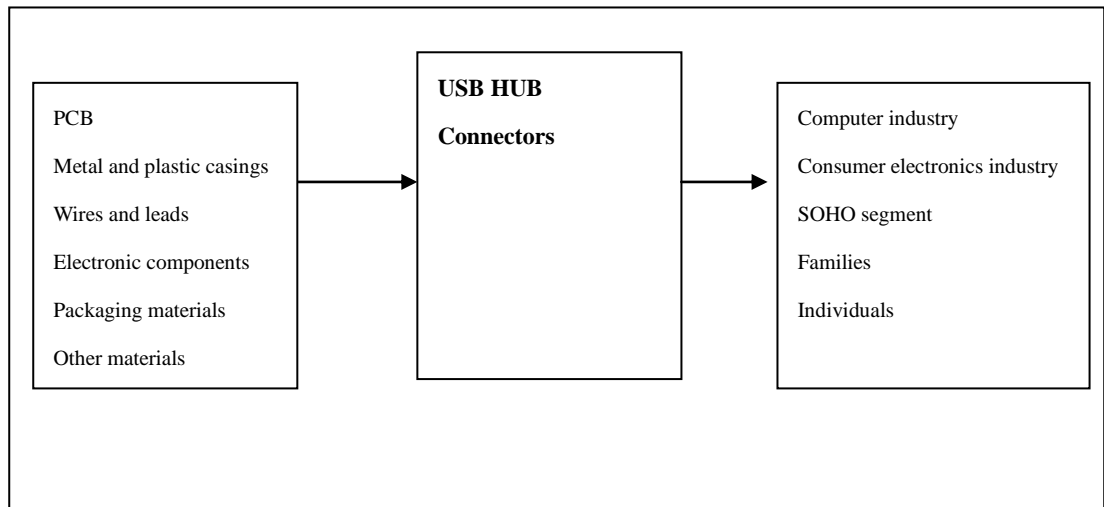 PCB
Metal and plastic casings
Wires and leads
Electronic components
Packaging materials
Other materials
USB HUB
Connectors
Computer industry
Consumer electronics industry
SOHO segment
Families
Individuals